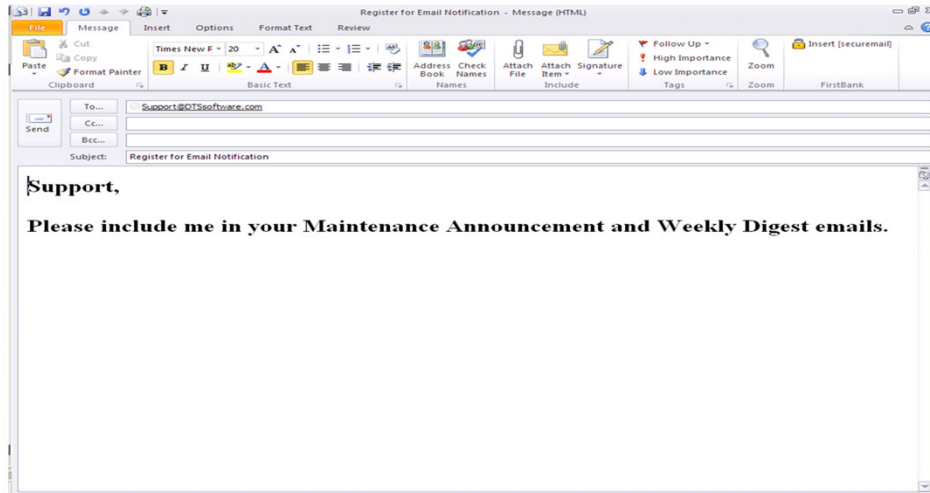 Register for Email Notification - Message (HTML)
File Message Insert Options Format Text Review
Paste
Cut
Copy
Format Painter
Clipboard
Times New F 20
B I U
Basic Text
Address Book
Check Names
Names
Attach File
Attach Item
Signature
Include
Follow Up
High Importance
Low Importance
Tags
Zoom
Zoom
Insert [securemail]
FirstBank
Send
To... Support@DTSsoftware.com
Cc...
Bcc...
Subject: Register for Email Notification
Support,
Please include me in your Maintenance Announcement and Weekly Digest emails.